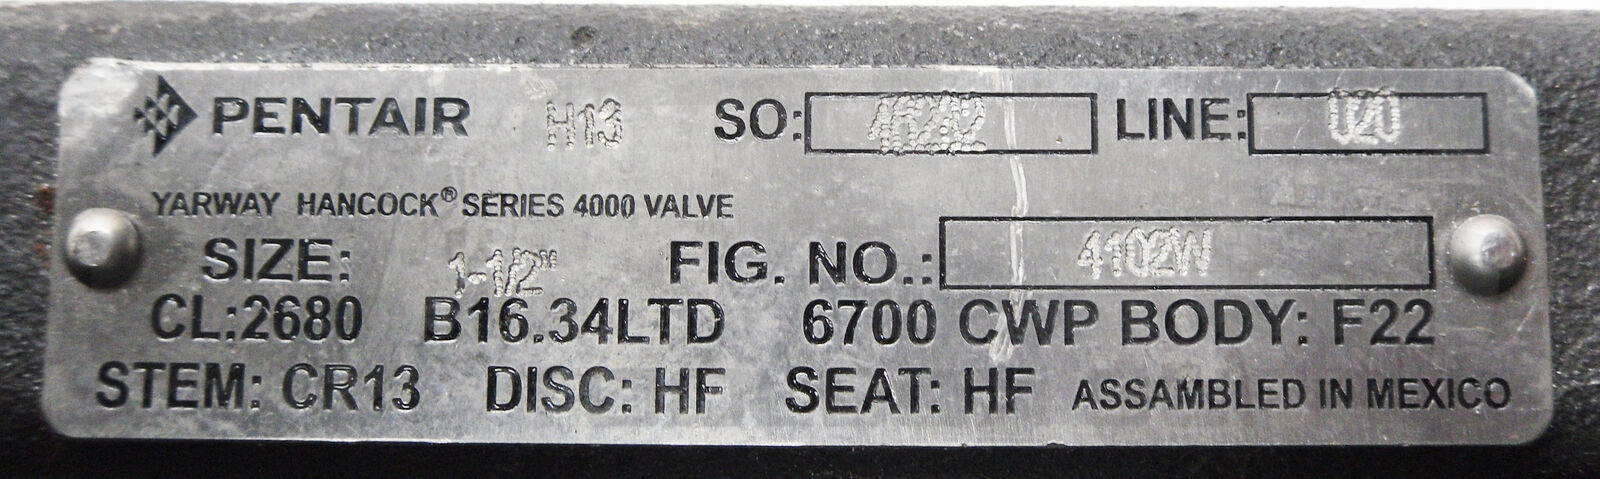 PENTAIR H13 SO: LINE: 020
YARWAY HANCOCK® SERIES 4000 VALVE
SIZE: 1-1/2" FIG. NO.: 4102W
CL:2680 B16.34LTD 6700 CWP BODY: F22
STEM: CR13 DISC: HF SEAT: HF ASSAMBLED IN MEXICO